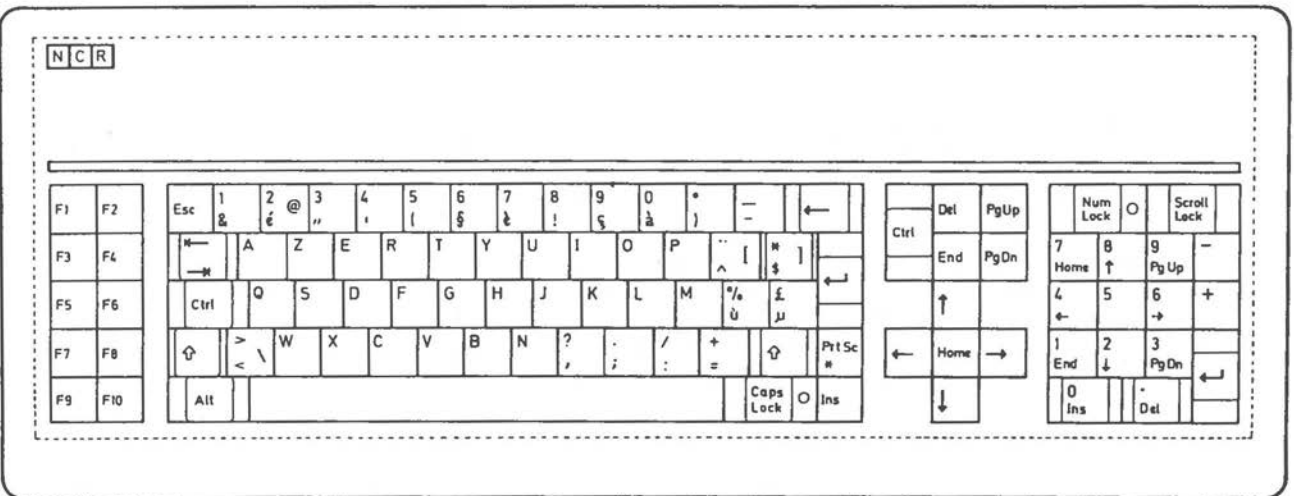 NCR
F1 F2 Esc 1 & 2 é @ 3 " 4 ' 5 ( 6 § 7 è 8 ! 9 ç 0 à ° ) _ - ← Ctrl Del PgUp Num Lock Scroll Lock
F3 F4 ⇤ ⇥ A Z E R T Y U I O P ¨ ^ [ * $ ] ↵ End PgDn 7 Home 8 ↑ 9 PgUp -
F5 F6 Ctrl Q S D F G H J K L M % ù £ µ ↑ 4 ← 5 6 → +
F7 F8 ⇧ > < \ W X C V B N ? , . ; / : + = ⇧ PrtSc * ← Home → 1 End 2 ↓ 3 PgDn ↵
F9 F10 Alt Caps Lock Ins ↓ 0 Ins . Del